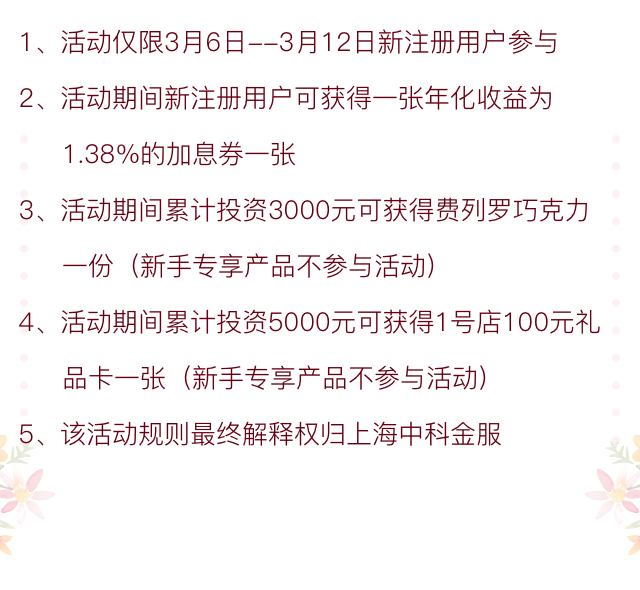 1、活动仅限3月6日--3月12日新注册用户参与
2、活动期间新注册用户可获得一张年化收益为
1.38%的加息券一张
3、活动期间累计投资3000元可获得费列罗巧克力
一份（新手专享产品不参与活动）
4、活动期间累计投资5000元可获得1号店100元礼
品卡一张（新手专享产品不参与活动）
5、该活动规则最终解释权归上海中科金服